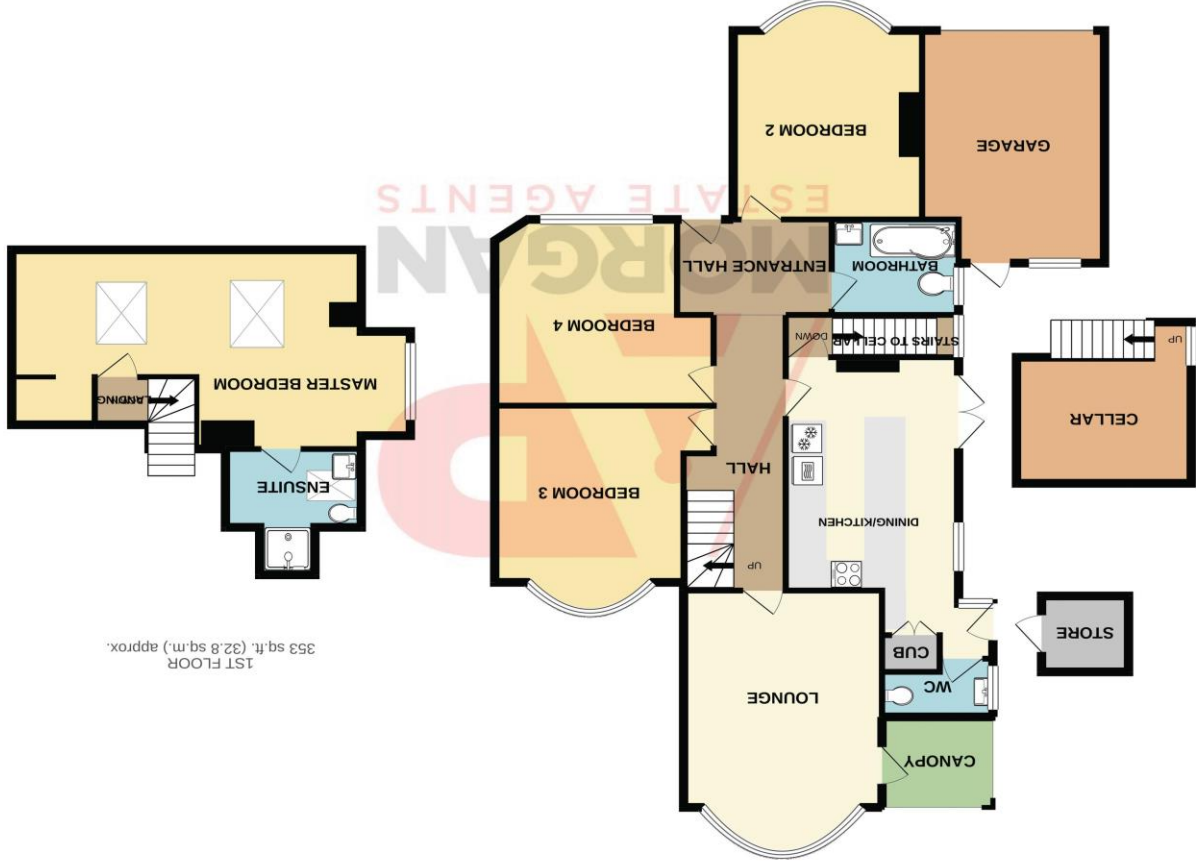 CANOPY
LOUNGE
WC
CUB
STORE
1ST FLOOR
353 sq.ft. (32.8 sq.m.) approx.
UP
DINING/KITCHEN
BEDROOM 3
ENSUITE
HALL
CELLAR
UP
LANDING
MASTER BEDROOM
STAIRS TO CELLAR
DOWN
BEDROOM 4
BATHROOM
ENTRANCE HALL
MORGAN
ESTATE AGENTS
GARAGE
BEDROOM 2